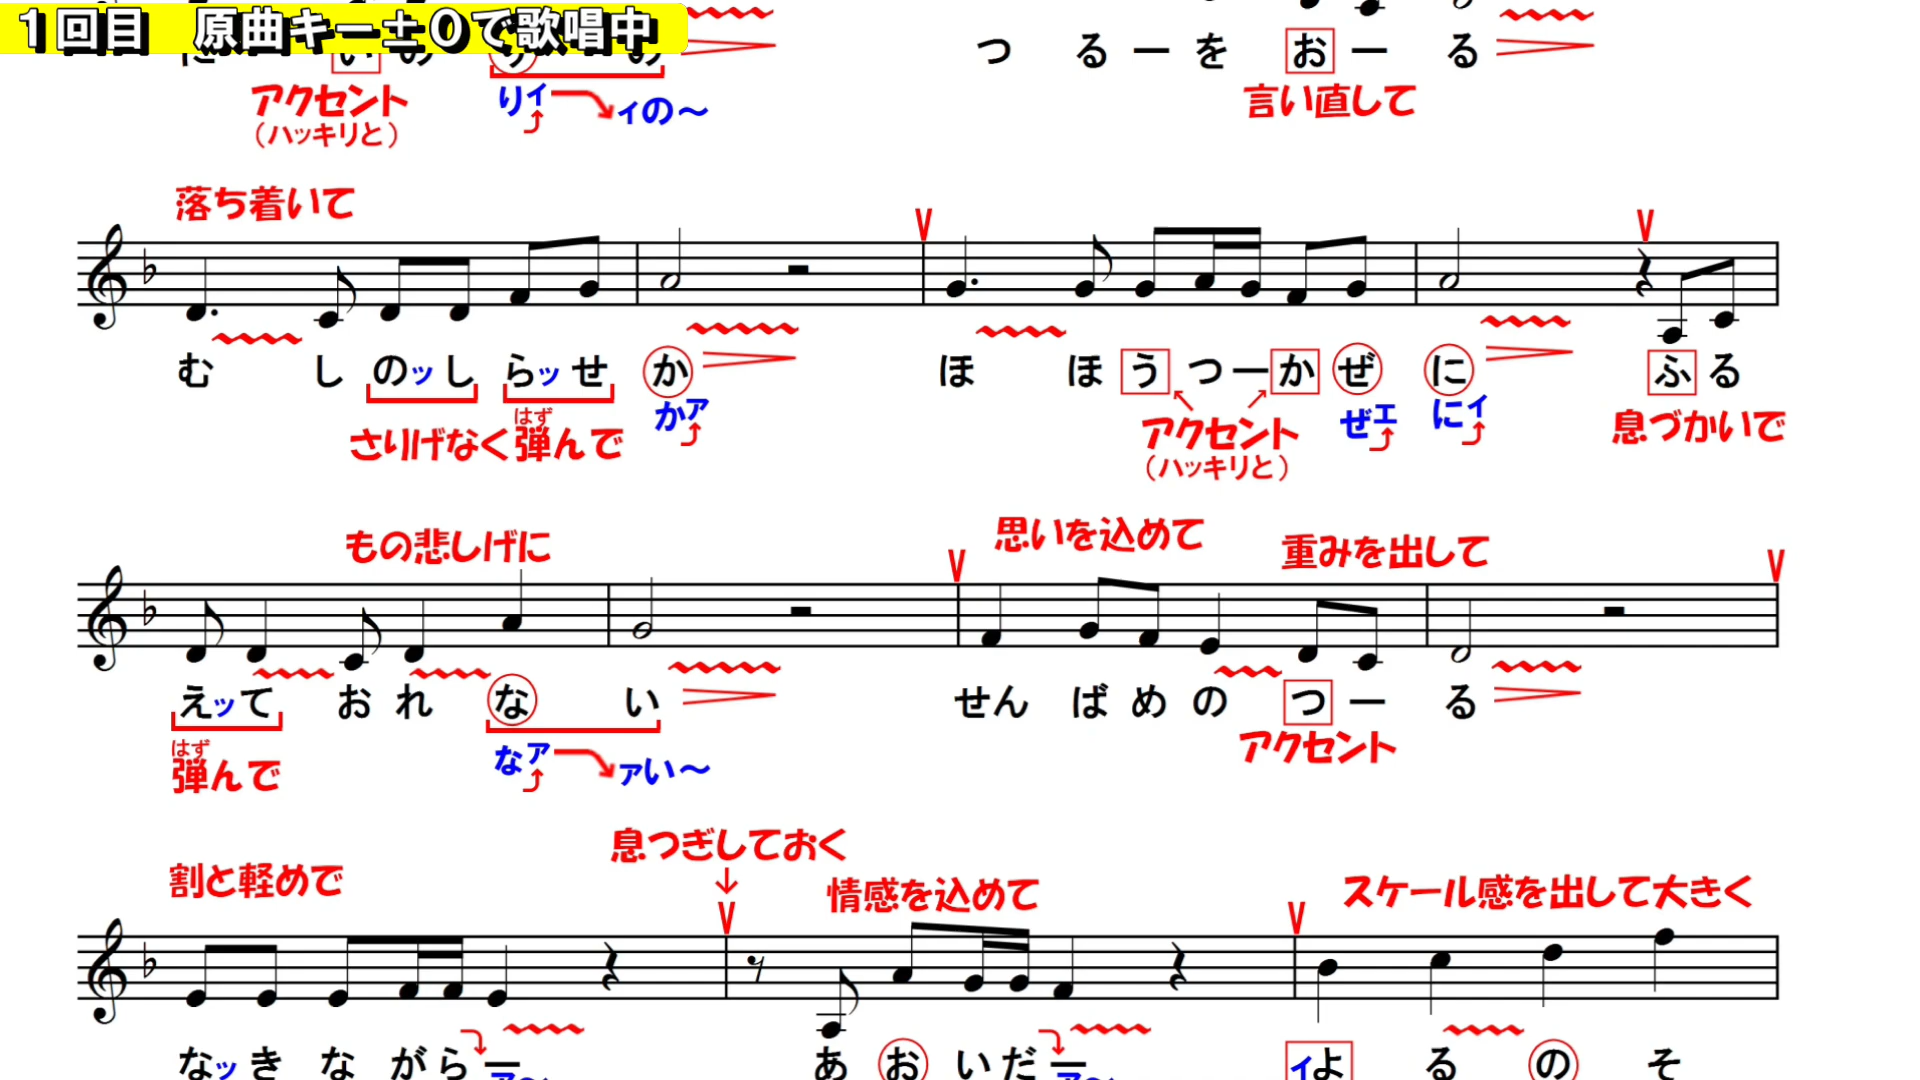 1回目 原曲キー±0で歌唱中
つるーをおーる
アクセント
(ハッキリと)
りィ ィの〜
言い直して
落ち着いて
むしのッしらッせか ほほうつーかぜに ふる
かア
ぜエ
にイ
さりげなく弾んで
はず
アクセント
(ハッキリと)
息づかいで
もの悲しげに
思いを込めて
重みを出して
えッておれない せんばめのつーる
はず
弾んで
なア ァい〜
アクセント
割と軽めで
息つぎしておく
情感を込めて
スケール感を出して大きく
なッきながらー あおいだー ィよるのそ
ア〜 ア〜